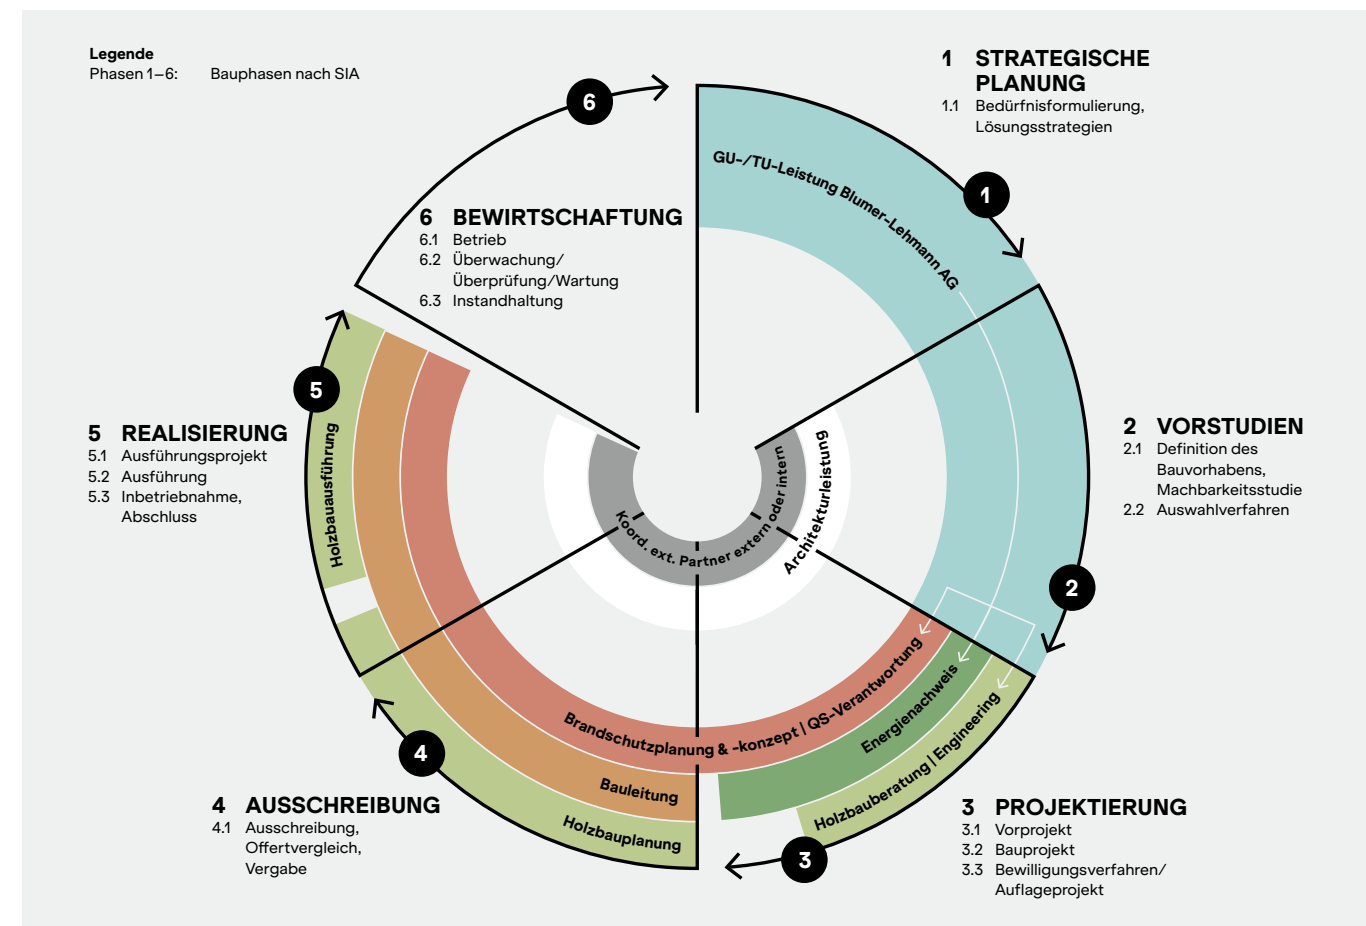 Legende
Phasen 1–6: Bauphasen nach SIA
1 STRATEGISCHE
PLANUNG
1.1 Bedürfnisformulierung,
Lösungsstrategien
6
GU-/TU-Leistung Blumer-Lehmann AG
1
6 BEWIRTSCHAFTUNG
6.1 Betrieb
6.2 Überwachung/
Überprüfung/Wartung
6.3 Instandhaltung
5
5 REALISIERUNG
5.1 Ausführungsprojekt
5.2 Ausführung
5.3 Inbetriebnahme,
Abschluss
Holzbauausführung
Koord. ext. Partner extern oder intern
Architekturleistung
2 VORSTUDIEN
2.1 Definition des
Bauvorhabens,
Machbarkeitsstudie
2.2 Auswahlverfahren
2
Brandschutzplanung & -konzept | QS-Verantwortung
Energienachweis
Holzbauberatung | Engineering
Bauleitung
Holzbauplanung
4
4 AUSSCHREIBUNG
4.1 Ausschreibung,
Offertvergleich,
Vergabe
3
3 PROJEKTIERUNG
3.1 Vorprojekt
3.2 Bauprojekt
3.3 Bewilligungsverfahren/
Auflageprojekt